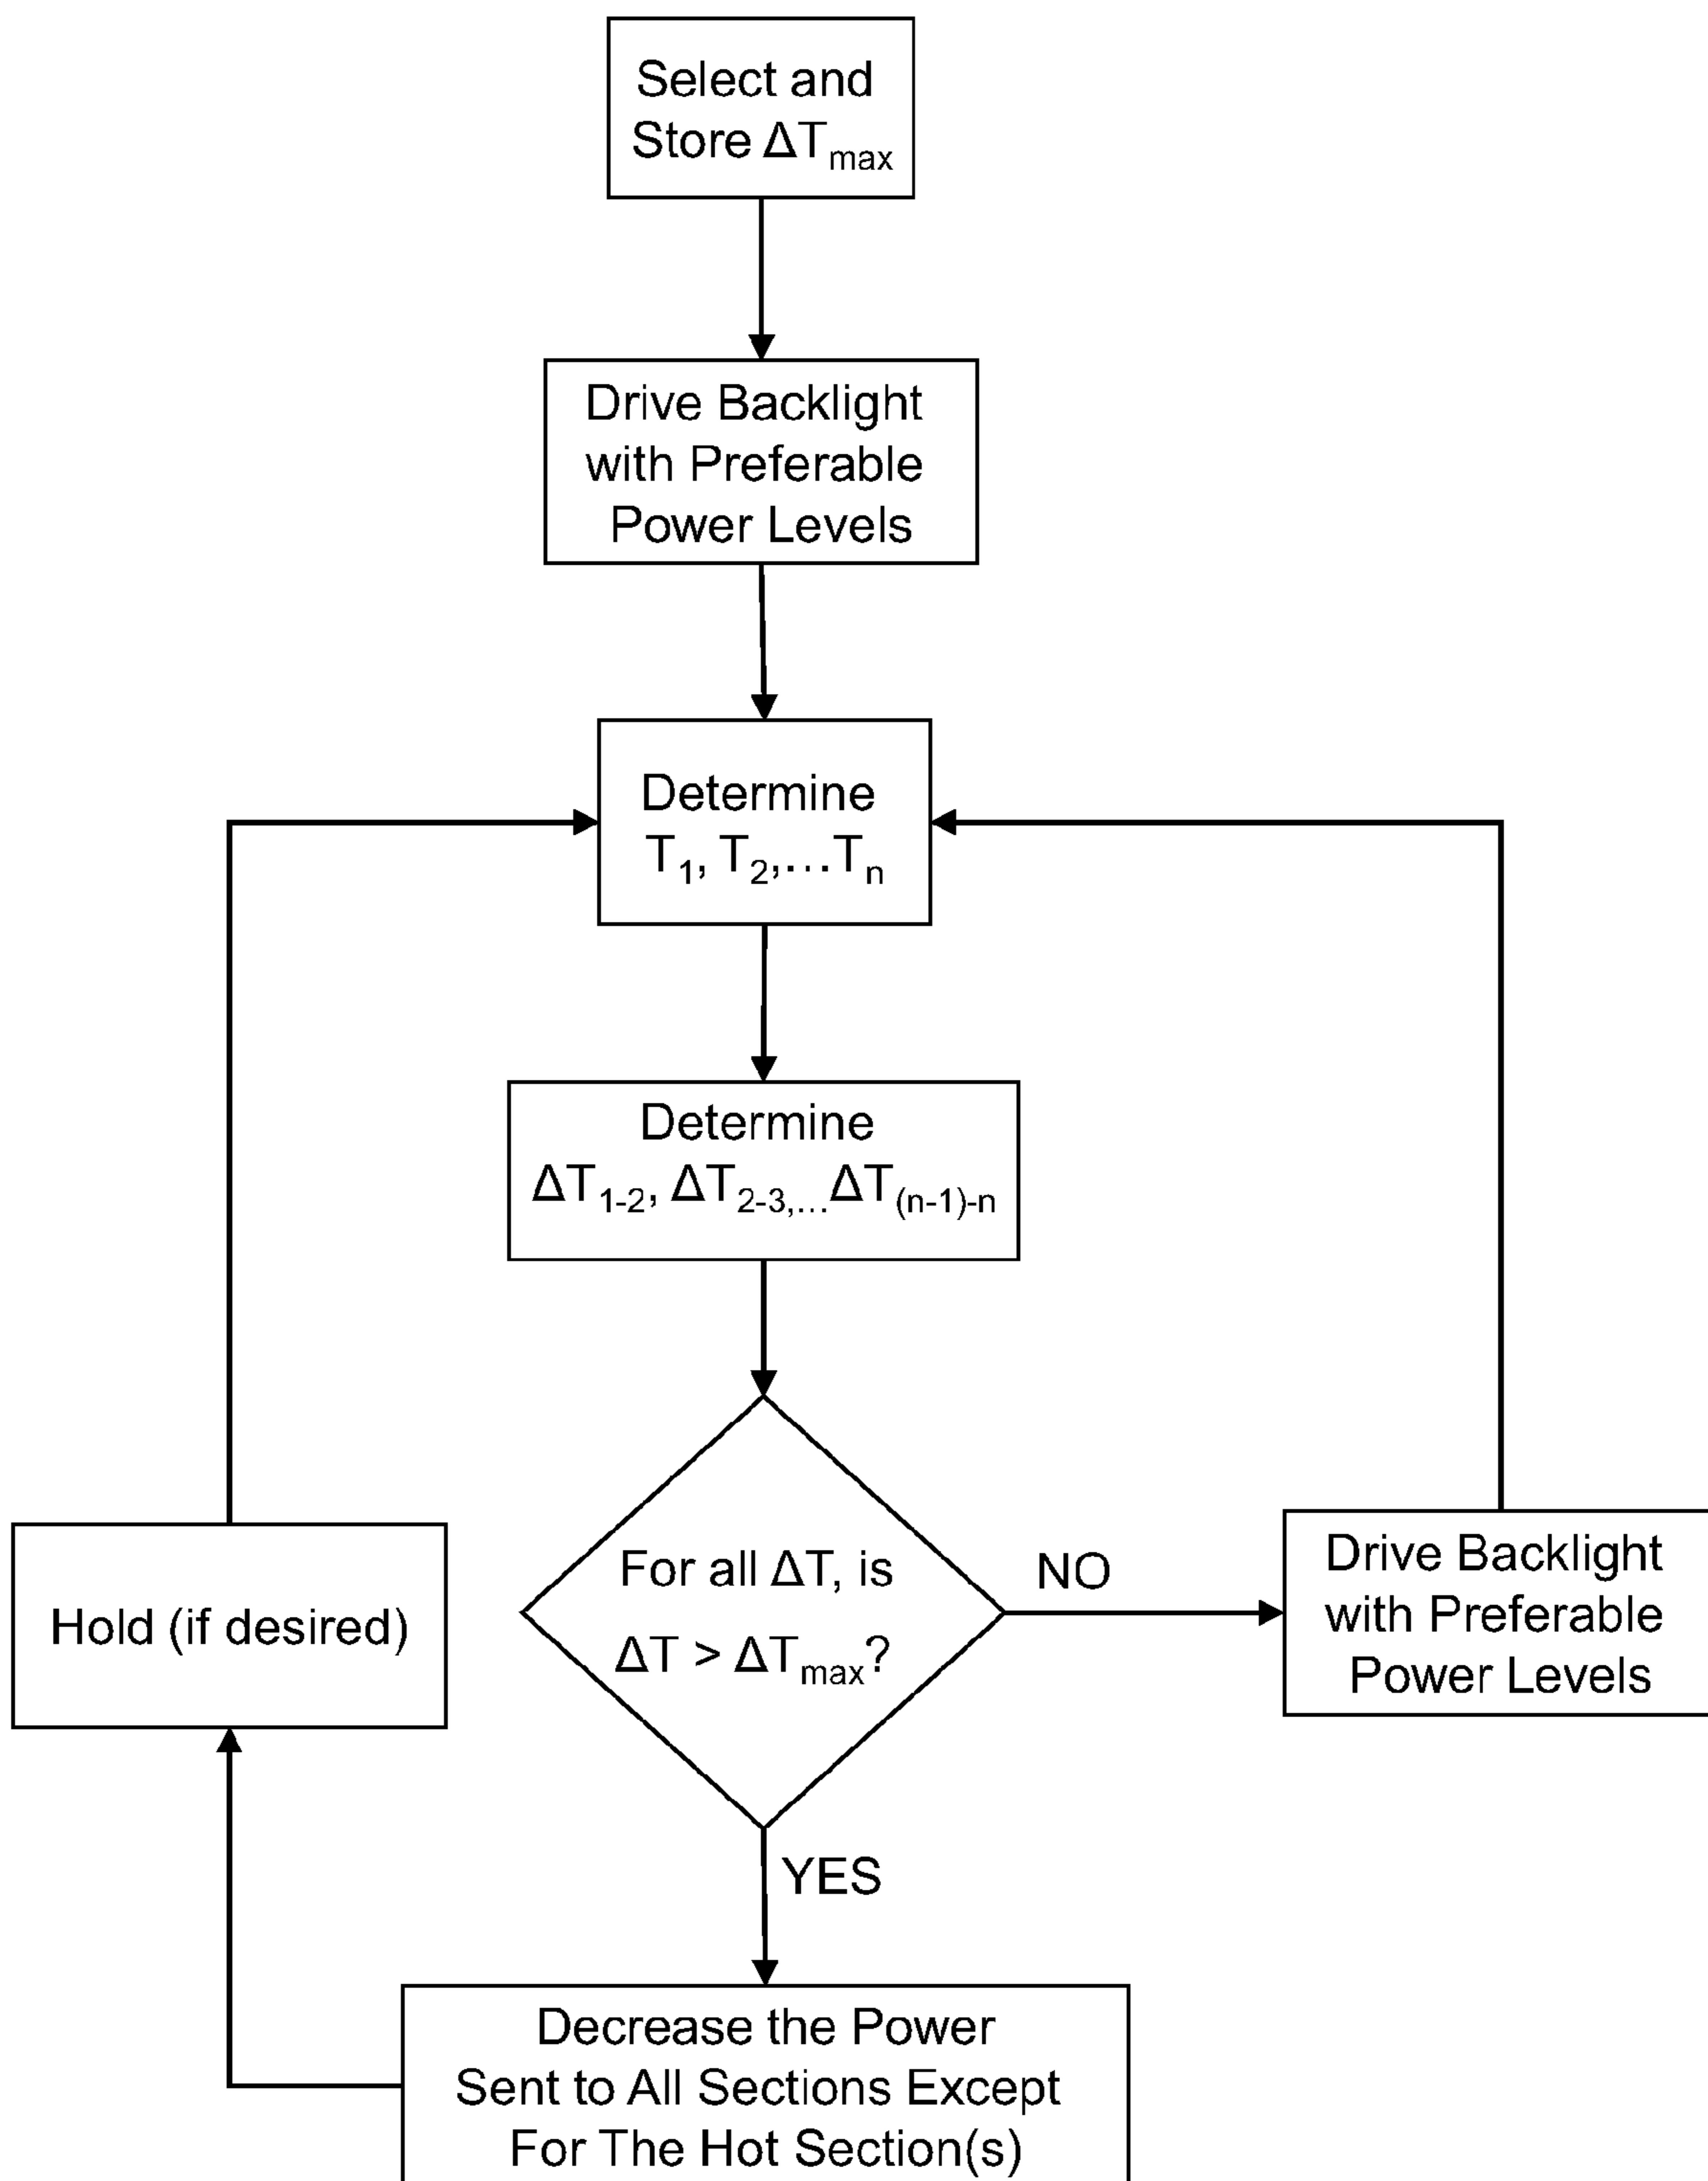 Select and
Store ΔTmax
Drive Backlight
with Preferable
Power Levels
Determine
T1, T2,…Tn
Determine
ΔT1-2, ΔT2-3,…ΔT(n-1)-n
For all ΔT, is
ΔT > ΔTmax?
NO
Drive Backlight
with Preferable
Power Levels
Hold (if desired)
YES
Decrease the Power
Sent to All Sections Except
For The Hot Section(s)